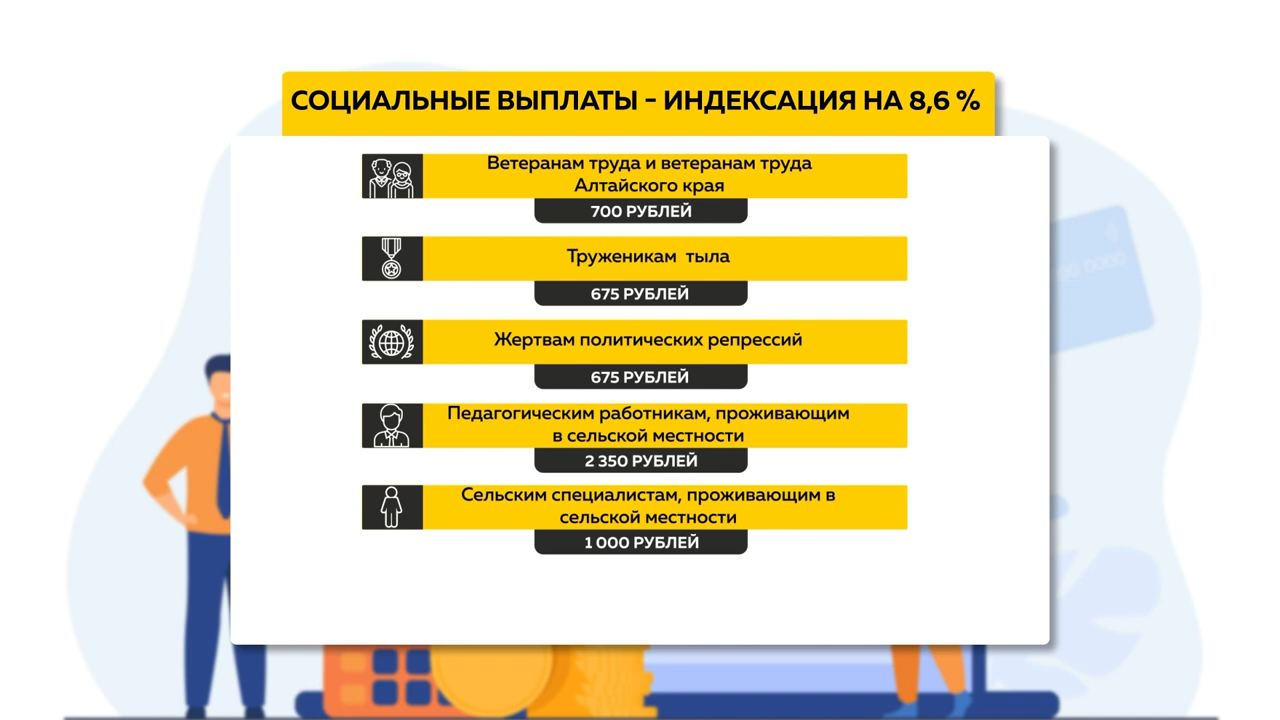 СОЦИАЛЬНЫЕ ВЫПЛАТЫ - ИНДЕКСАЦИЯ НА 8,6 %
Ветеранам труда и ветеранам труда
Алтайского края
700 РУБЛЕЙ
Труженикам тыла
675 РУБЛЕЙ
Жертвам политических репрессий
675 РУБЛЕЙ
Педагогическим работникам, проживающим
в сельской местности
2 350 РУБЛЕЙ
Сельским специалистам, проживающим в
сельской местности
1 000 РУБЛЕЙ